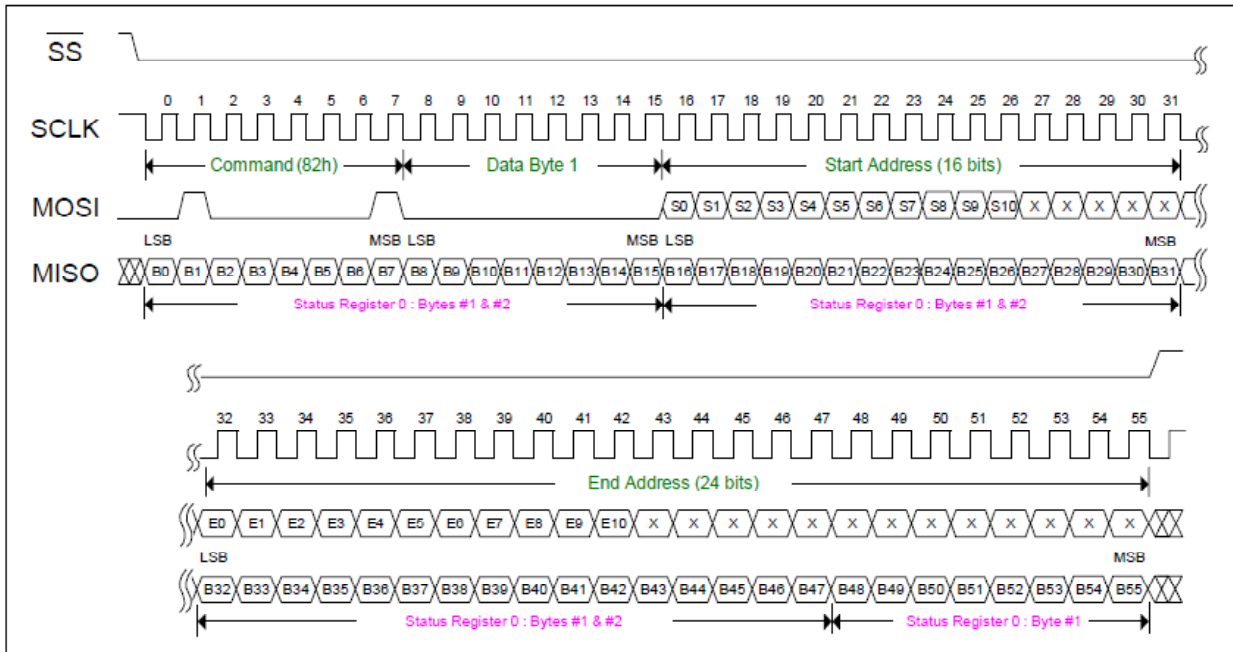 SS
0 1 2 3 4 5 6 7 8 9 10 11 12 13 14 15 16 17 18 19 20 21 22 23 24 25 26 27 28 29 30 31
SCLK
Command (82h) Data Byte 1 Start Address (16 bits)
MOSI S0 S1 S2 S3 S4 S5 S6 S7 S8 S9 S10 X X X X X
LSB MSB LSB MSB LSB MSB
MISO B0 B1 B2 B3 B4 B5 B6 B7 B8 B9 B10 B11 B12 B13 B14 B15 B16 B17 B18 B19 B20 B21 B22 B23 B24 B25 B26 B27 B28 B29 B30 B31
Status Register 0 : Bytes #1 & #2 Status Register 0 : Bytes #1 & #2
32 33 34 35 36 37 38 39 40 41 42 43 44 45 46 47 48 49 50 51 52 53 54 55
End Address (24 bits)
E0 E1 E2 E3 E4 E5 E6 E7 E8 E9 E10 X X X X X X X X X X X X X
LSB MSB
B32 B33 B34 B35 B36 B37 B38 B39 B40 B41 B42 B43 B44 B45 B46 B47 B48 B49 B50 B51 B52 B53 B54 B55
Status Register 0 : Bytes #1 & #2 Status Register 0 : Byte #1